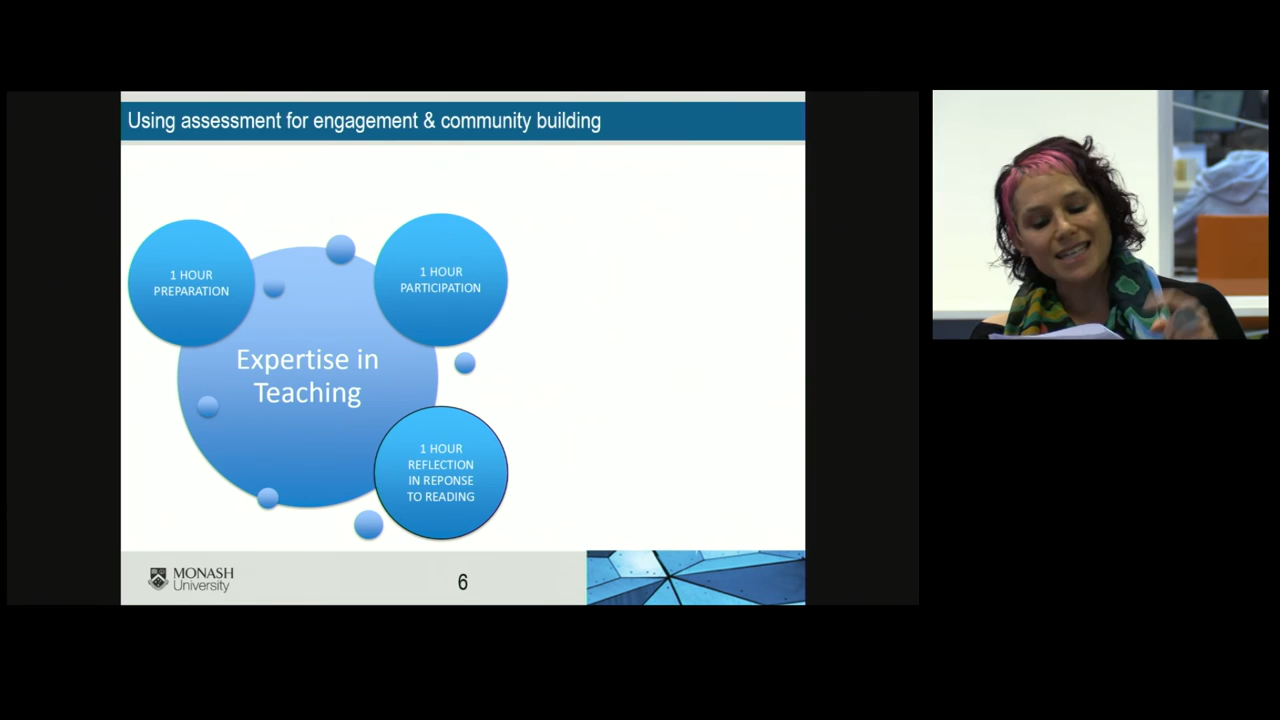 Using assessment for engagement & community building
1 HOUR
PREPARATION
1 HOUR
PARTICIPATION
Expertise in
Teaching
1 HOUR
REFLECTION
IN REPONSE
TO READING
MONASH
University
6